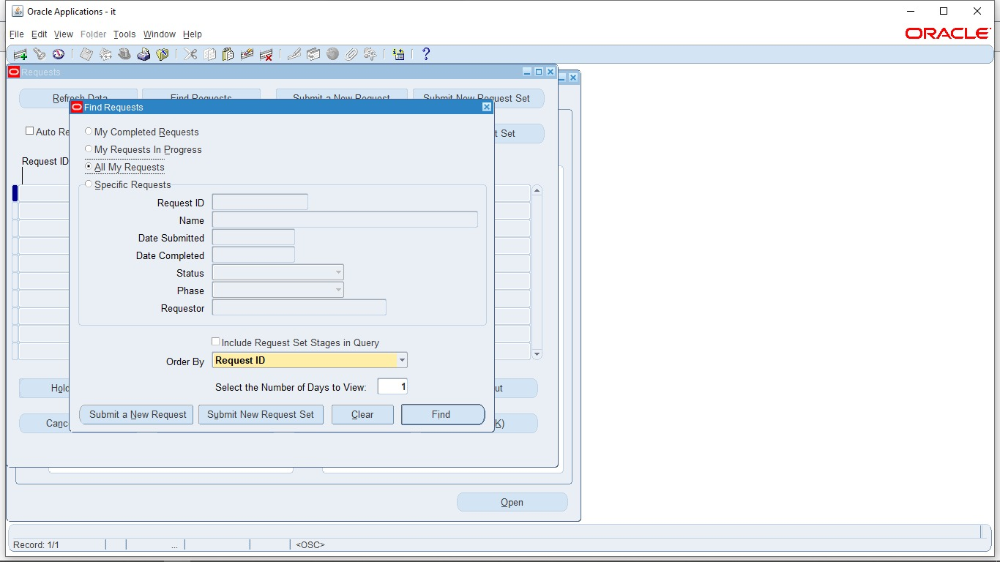 Oracle Applications - it
File Edit View Folder Tools Window Help
ORACLE
Requests
Refresh Data Find Requests Submit a New Request Submit New Request Set
Find Requests
My Completed Requests
Auto Re
t Set
My Requests In Progress
Request ID
All My Requests
Specific Requests
Request ID
Name
Date Submitted
Date Completed
Status
Phase
Requestor
Include Request Set Stages in Query
Order By Request ID
Select the Number of Days to View: 1
Hold
ut
Submit a New Request Submit New Request Set Clear Find
Canc
K)
Open
Record: 1/1 ... <OSC>